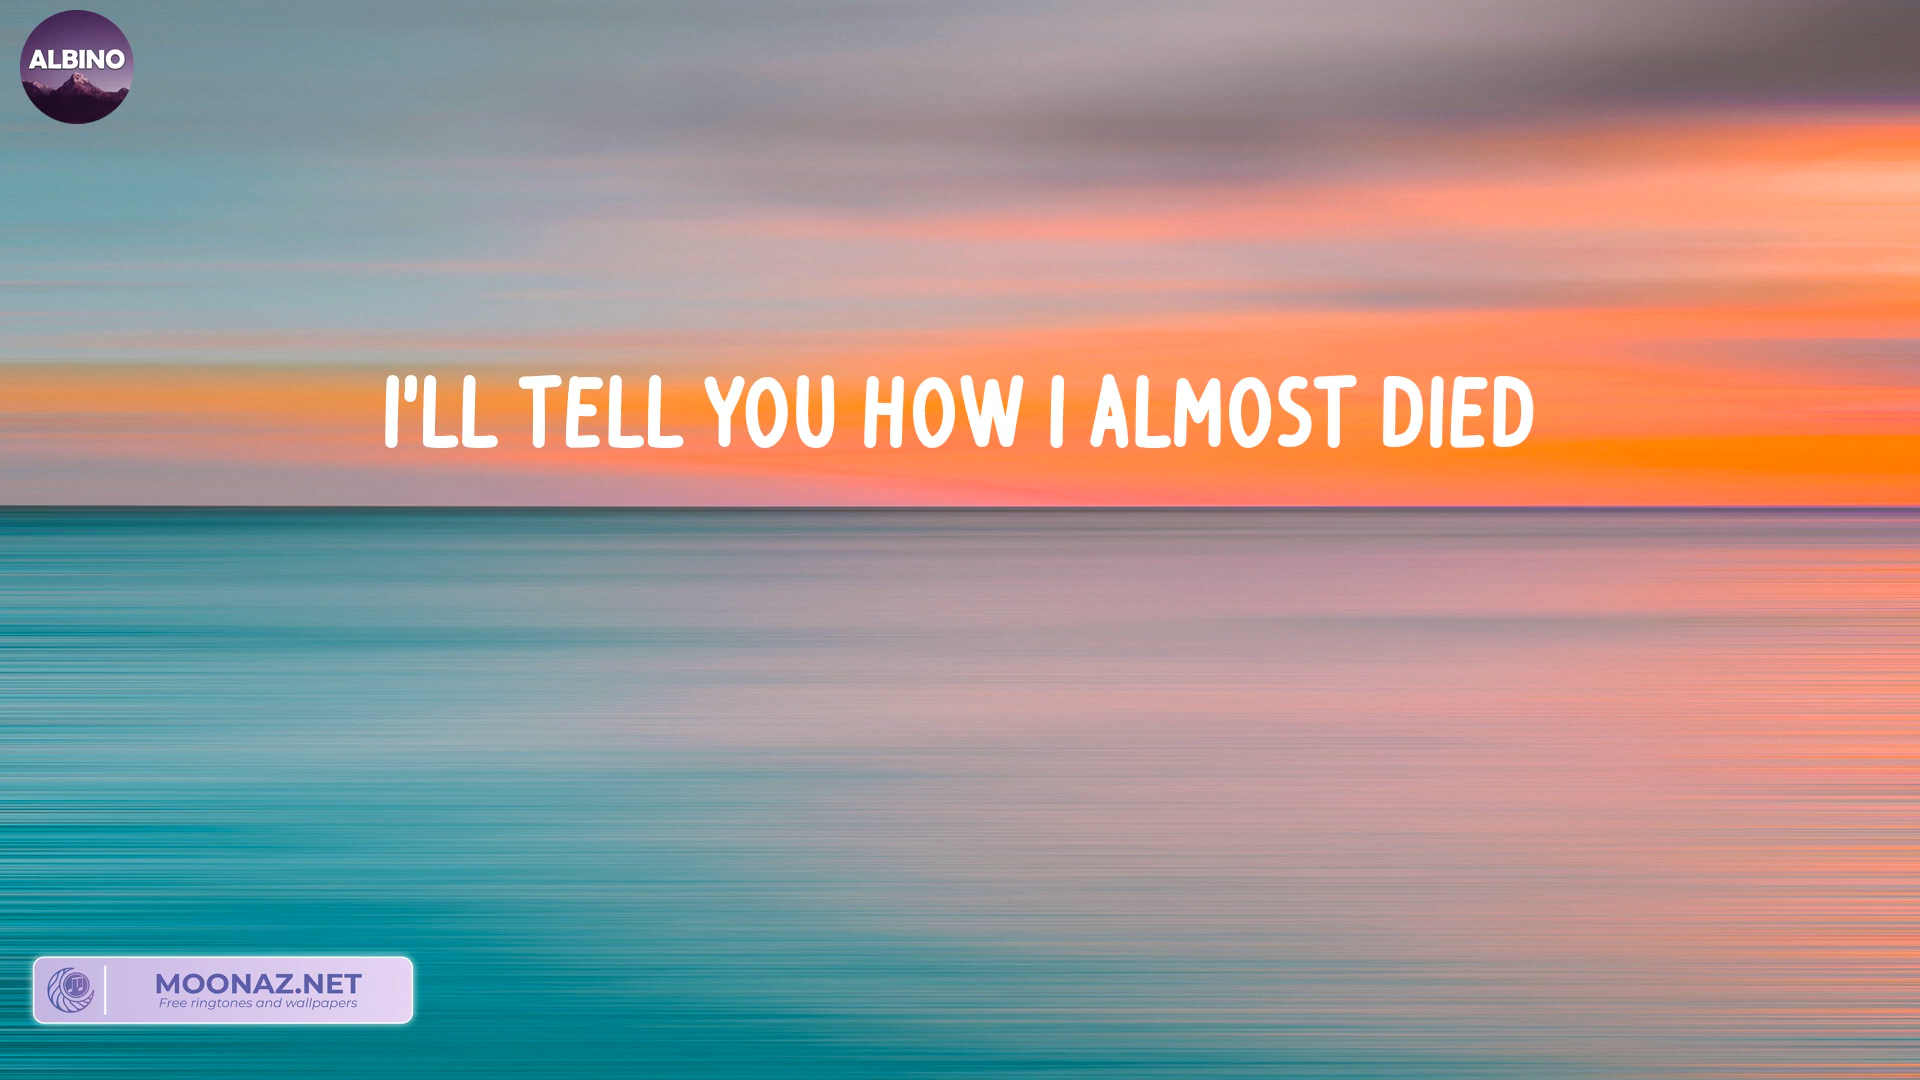 ALBINO
I'LL TELL YOU HOW I ALMOST DIED
MOONAZ.NET
Free ringtones and wallpapers